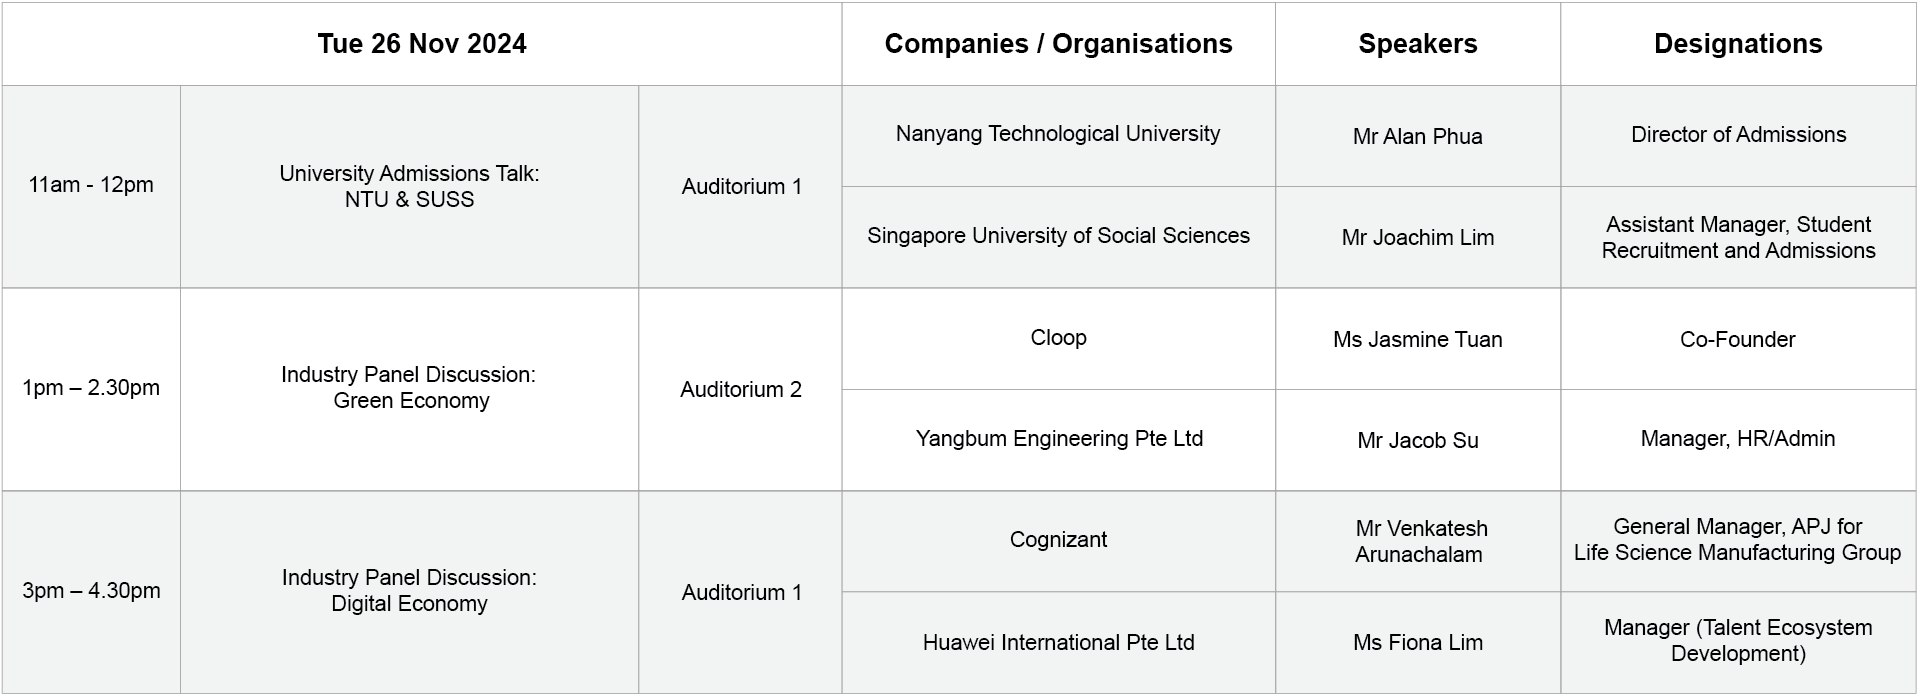 Tue 26 Nov 2024
Companies / Organisations
Speakers
Designations
11am - 12pm
University Admissions Talk:
NTU & SUSS
Auditorium 1
Nanyang Technological University
Mr Alan Phua
Director of Admissions
Singapore University of Social Sciences
Mr Joachim Lim
Assistant Manager, Student
Recruitment and Admissions
1pm – 2.30pm
Industry Panel Discussion:
Green Economy
Auditorium 2
Cloop
Ms Jasmine Tuan
Co-Founder
Yangbum Engineering Pte Ltd
Mr Jacob Su
Manager, HR/Admin
3pm – 4.30pm
Industry Panel Discussion:
Digital Economy
Auditorium 1
Cognizant
Mr Venkatesh
Arunachalam
General Manager, APJ for
Life Science Manufacturing Group
Huawei International Pte Ltd
Ms Fiona Lim
Manager (Talent Ecosystem
Development)